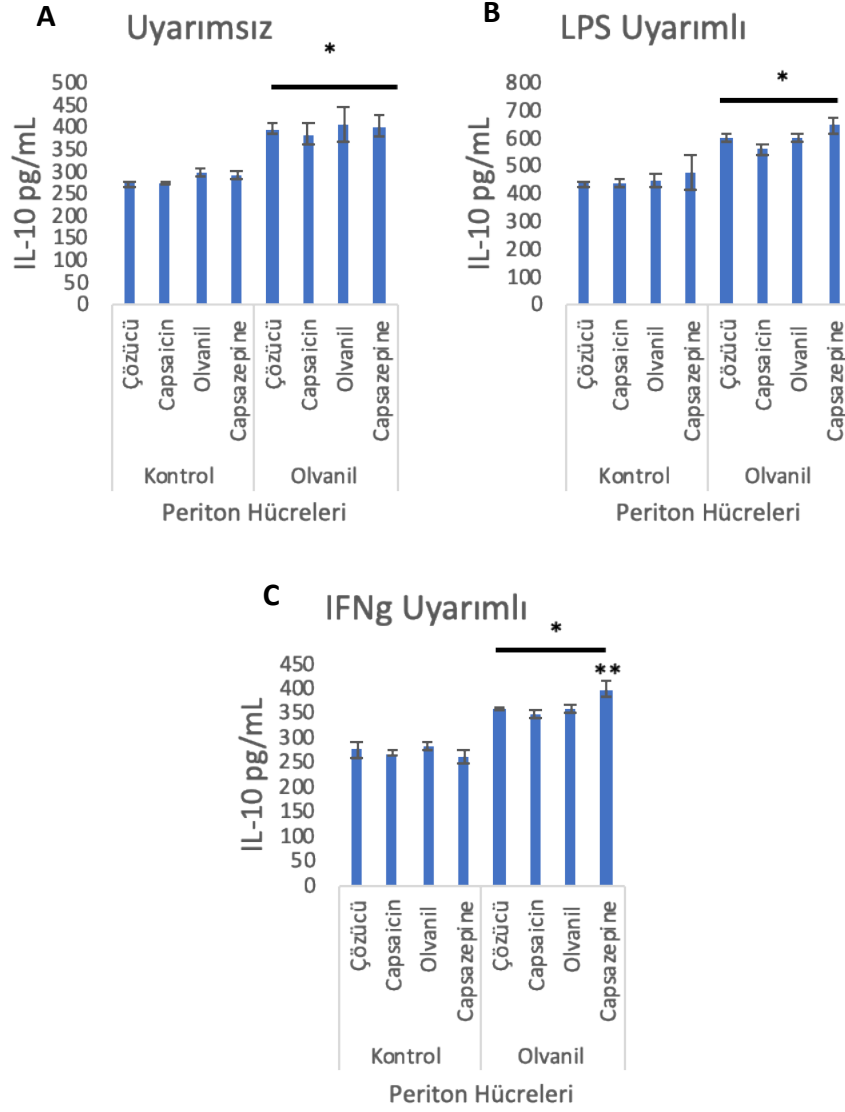 A
Uyarımsız
*
IL-10 pg/mL
500
450
400
350
300
250
200
150
100
50
0
Çözücü
Capsaicin
Olvanil
Capsazepine
Çözücü
Capsaicin
Olvanil
Capsazepine
Kontrol
Olvanil
Periton Hücreleri
B
LPS Uyarımlı
*
IL-10 pg/mL
800
700
600
500
400
300
200
100
0
Çözücü
Capsaicin
Olvanil
Capsazepine
Çözücü
Capsaicin
Olvanil
Capsazepine
Kontrol
Olvanil
Periton Hücreleri
C
IFNg Uyarımlı
*
**
IL-10 pg/mL
450
400
350
300
250
200
150
100
50
0
Çözücü
Capsaicin
Olvanil
Capsazepine
Çözücü
Capsaicin
Olvanil
Capsazepine
Kontrol
Olvanil
Periton Hücreleri